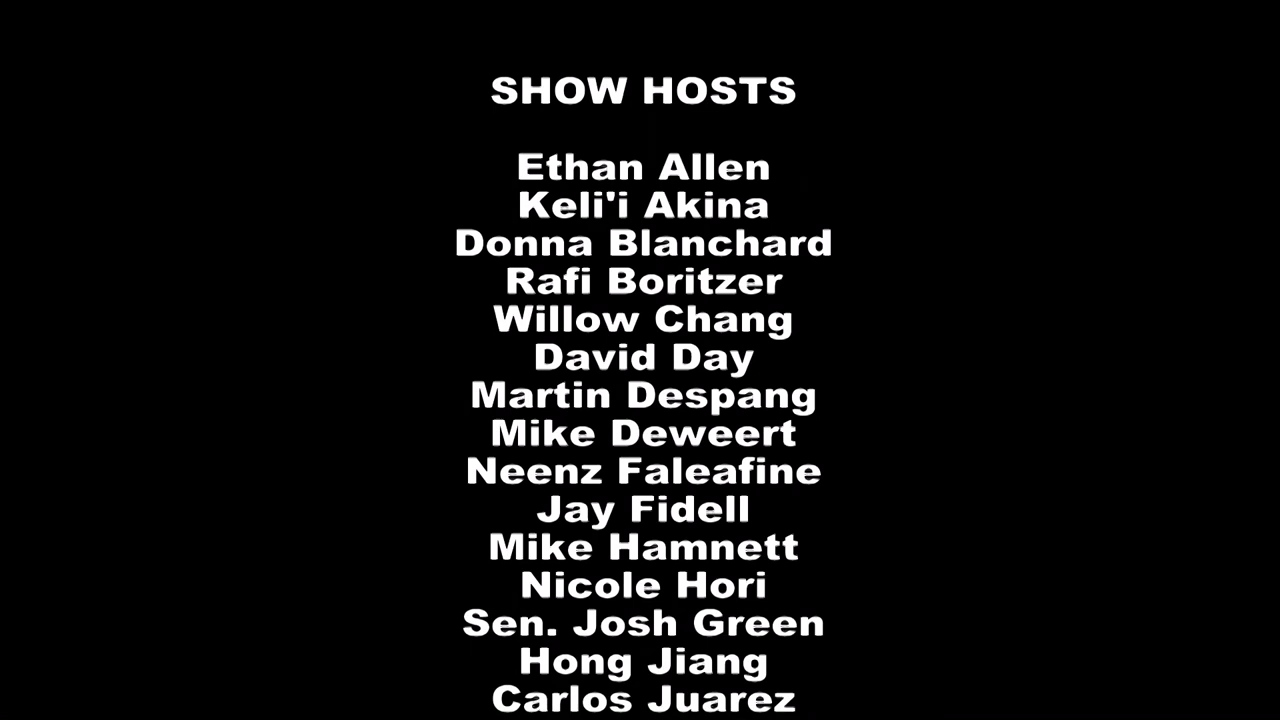 SHOW HOSTS
Ethan Allen
Keli'i Akina
Donna Blanchard
Rafi Boritzer
Willow Chang
David Day
Martin Despang
Mike Deweert
Neenz Faleafine
Jay Fidell
Mike Hamnett
Nicole Hori
Sen. Josh Green
Hong Jiang
Carlos Juarez